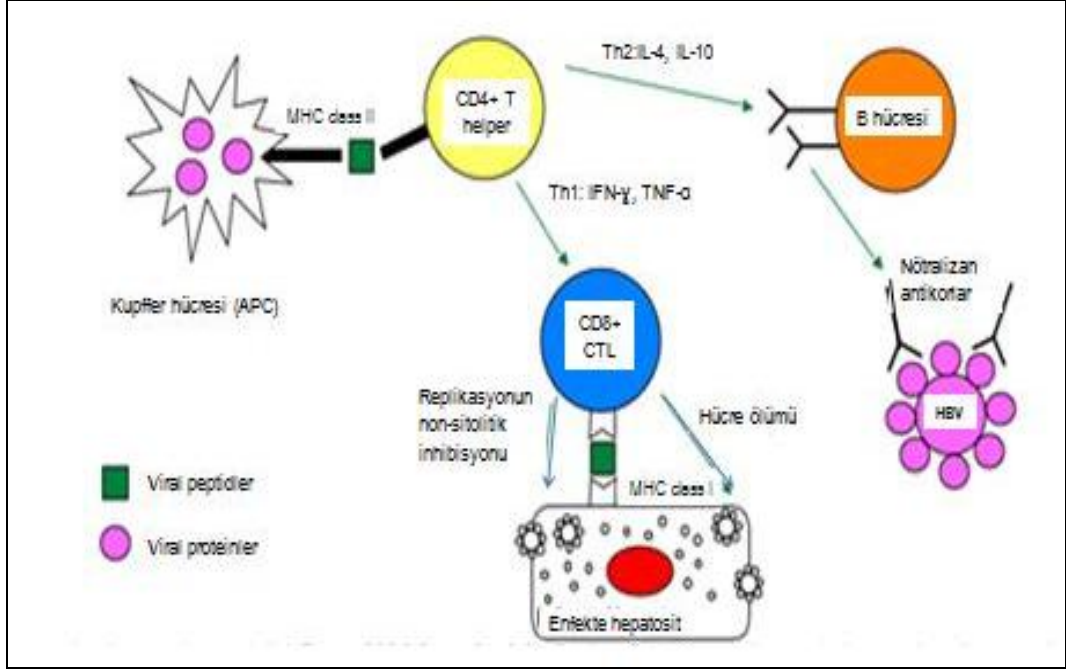 Th2:IL-4, IL-10
CD4+ T
helper
MHC class II
B hücresi
Th1: IFN-ɣ, TNF-α
Nötralizan
antikorlar
Kupffer hücresi (APC)
CD8+
CTL
Replikasyonun
non-sitolitik
inhibisyonu
Hücre ölümü
HBV
MHC class I
Viral peptidler
Viral proteinler
Enfekte hepatosit